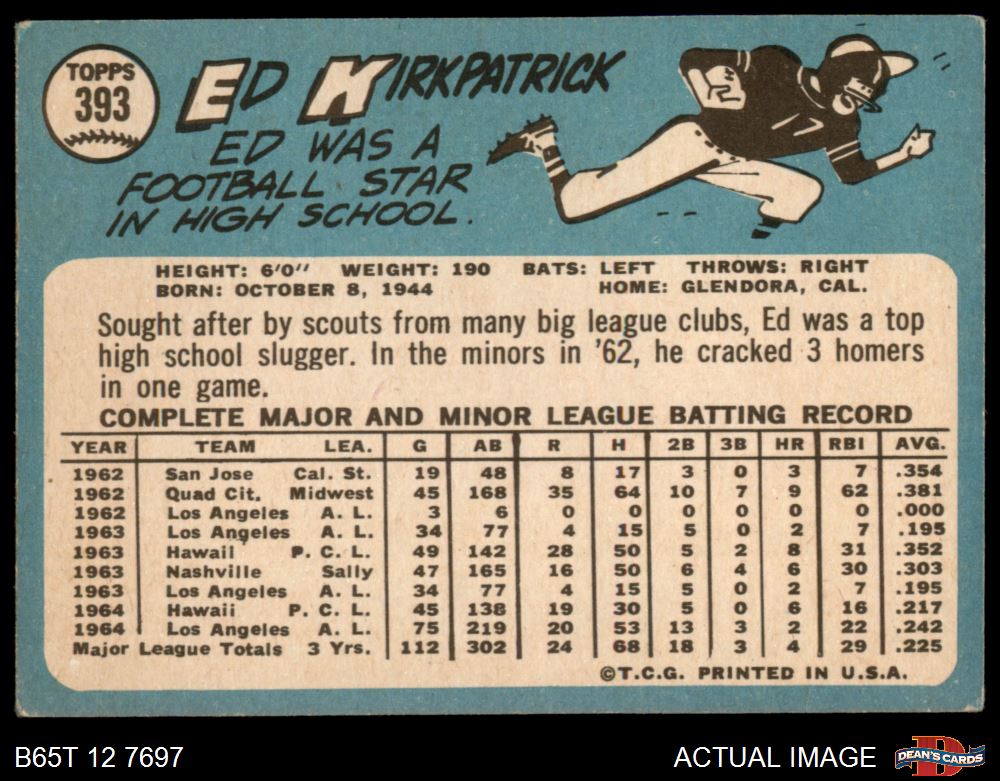 TOPPS
393
ED KIRKPATRICK
ED WAS A
FOOTBALL STAR
IN HIGH SCHOOL.
17
HEIGHT: 6'0" WEIGHT: 190 BATS: LEFT THROWS: RIGHT
BORN: OCTOBER 8, 1944 HOME: GLENDORA, CAL.
Sought after by scouts from many big league clubs, Ed was a top
high school slugger. In the minors in '62, he cracked 3 homers
in one game.
COMPLETE MAJOR AND MINOR LEAGUE BATTING RECORD
YEAR TEAM LEA. G AB R H 2B 3B HR RBI AVG.
1962 San Jose Cal. St. 19 48 8 17 3 0 3 7 .354
1962 Quad Cit. Midwest 45 168 35 64 10 7 9 62 .381
1962 Los Angeles A. L. 3 6 0 0 0 0 0 0 .000
1963 Los Angeles A. L. 34 77 4 15 5 0 2 7 .195
1963 Hawaii P. C. L. 49 142 28 50 5 2 8 31 .352
1963 Nashville Sally 47 165 16 50 6 4 6 30 .303
1963 Los Angeles A. L. 34 77 4 15 5 0 2 7 .195
1964 Hawaii P. C. L. 45 138 19 30 5 0 6 16 .217
1964 Los Angeles A. L. 75 219 20 53 13 3 2 22 .242
Major League Totals 3 Yrs. 112 302 24 68 18 3 4 29 .225
©T.C.G. PRINTED IN U.S.A.
B65T 12 7697 ACTUAL IMAGE DEAN'S CARDS